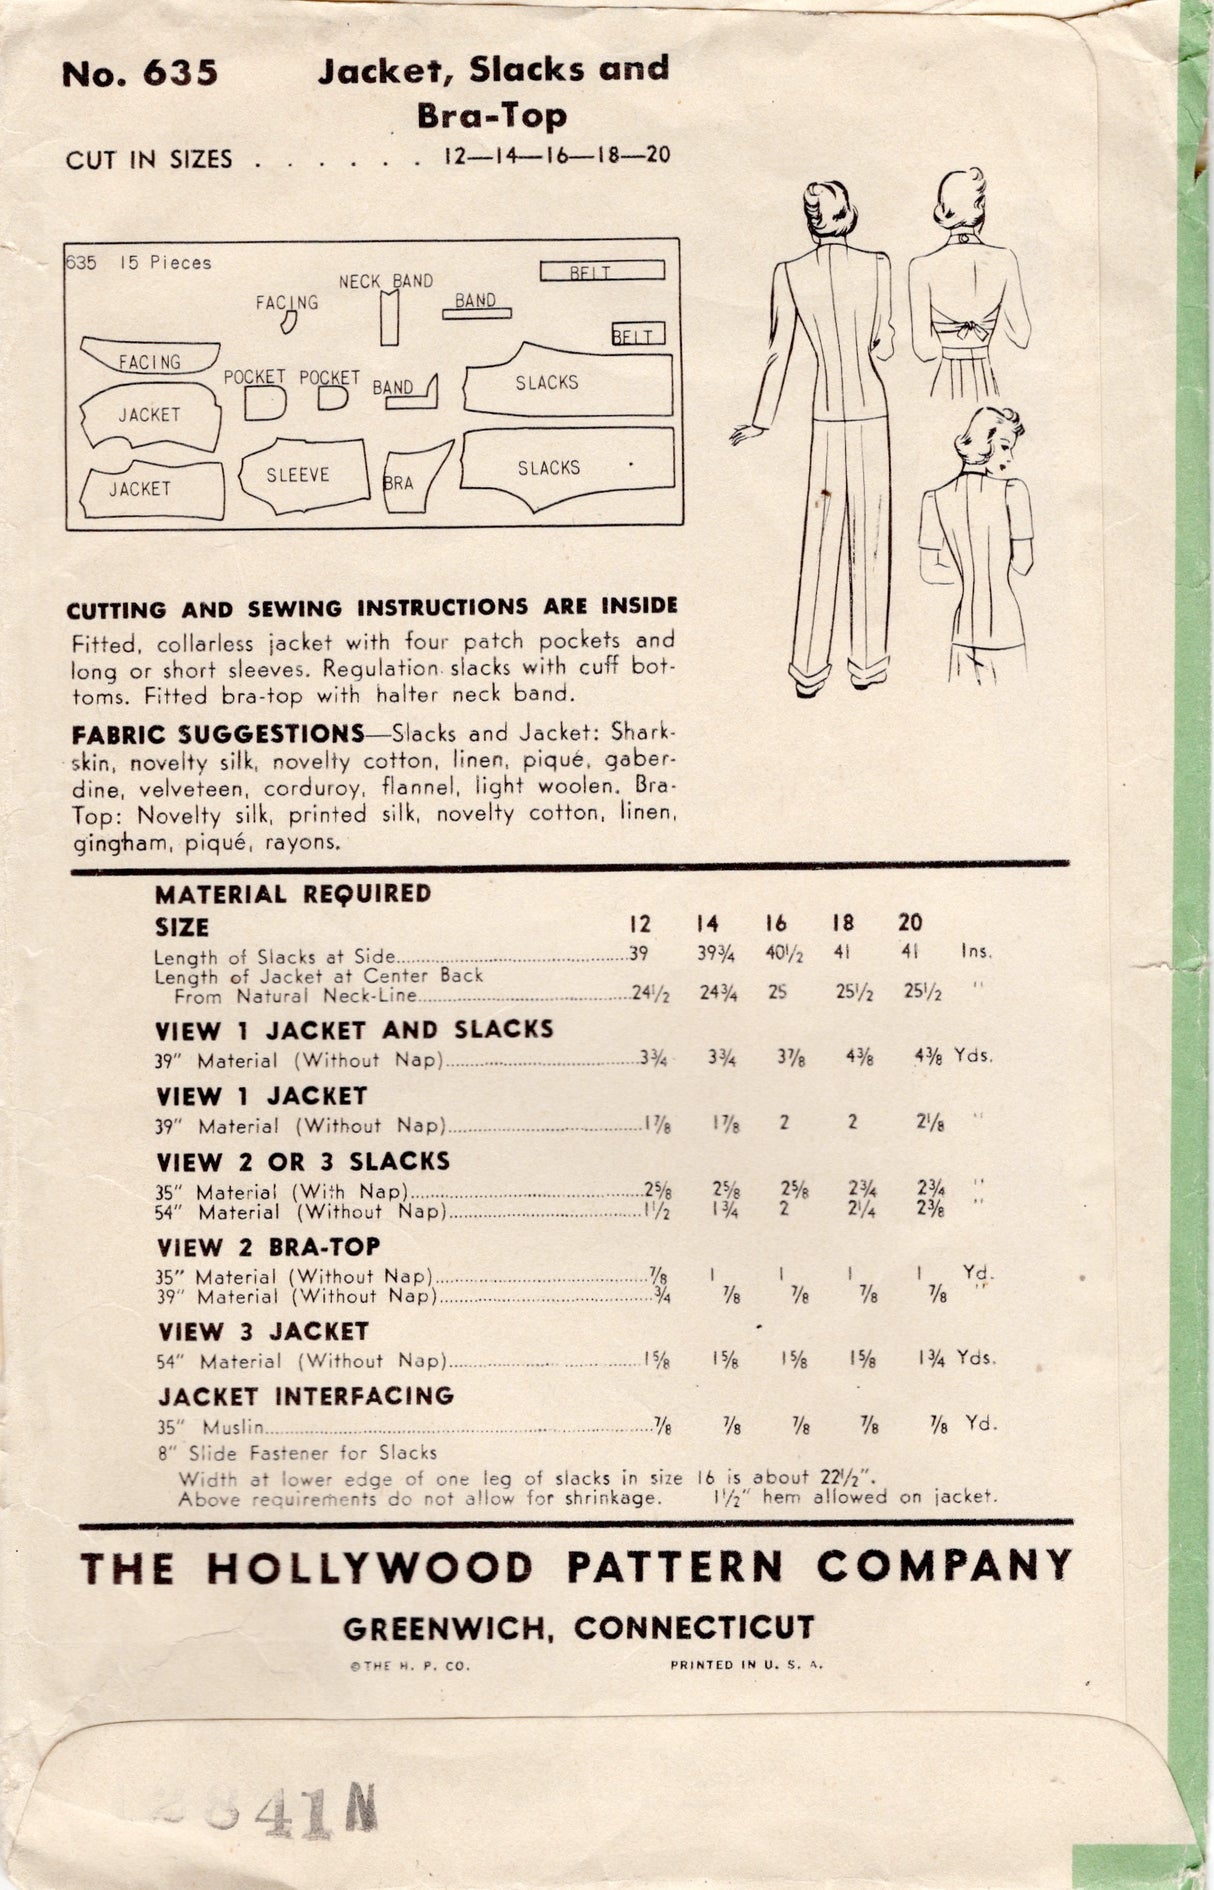 No. 635 Jacket, Slacks and
Bra-Top
CUT IN SIZES . . . . . . 12—14—16—18—20
635 15 Pieces
NECK BAND
BELT
FACING
BAND
BELT
FACING
POCKET
POCKET
BAND
SLACKS
JACKET
JACKET
SLEEVE
BRA
SLACKS
CUTTING AND SEWING INSTRUCTIONS ARE INSIDE
Fitted, collarless jacket with four patch pockets and
long or short sleeves. Regulation slacks with cuff bot-
toms. Fitted bra-top with halter neck band.
FABRIC SUGGESTIONS—Slacks and Jacket: Shark-
skin, novelty silk, novelty cotton, linen, piqué, gaber-
dine, velveteen, corduroy, flannel, light woolen. Bra-
Top: Novelty silk, printed silk, novelty cotton, linen,
gingham, piqué, rayons.
MATERIAL REQUIRED
SIZE 12 14 16 18 20
Length of Slacks at Side 39 39¾ 40½ 41 41 Ins.
Length of Jacket at Center Back
From Natural Neck-Line 24½ 24¾ 25 25½ 25½ "
VIEW 1 JACKET AND SLACKS
39" Material (Without Nap) 3¾ 3¾ 3⅞ 4⅜ 4⅜ Yds.
VIEW 1 JACKET
39" Material (Without Nap) 1⅞ 1⅞ 2 2 2⅛ "
VIEW 2 OR 3 SLACKS
35" Material (With Nap) 2⅝ 2⅝ 2⅝ 2¾ 2¾ "
54" Material (Without Nap) 1½ 1¾ 2 2¼ 2⅜ "
VIEW 2 BRA-TOP
35" Material (Without Nap) ⅞ 1 1 1 1 Yd.
39" Material (Without Nap) ¾ ⅞ ⅞ ⅞ ⅞ "
VIEW 3 JACKET
54" Material (Without Nap) 1⅝ 1⅝ 1⅝ 1⅝ 1¾ Yds.
JACKET INTERFACING
35" Muslin ⅞ ⅞ ⅞ ⅞ ⅞ Yd.
8" Slide Fastener for Slacks
Width at lower edge of one leg of slacks in size 16 is about 22½".
Above requirements do not allow for shrinkage. 1½" hem allowed on jacket.
THE HOLLYWOOD PATTERN COMPANY
GREENWICH, CONNECTICUT
©THE H. P. CO. PRINTED IN U. S. A.
841N